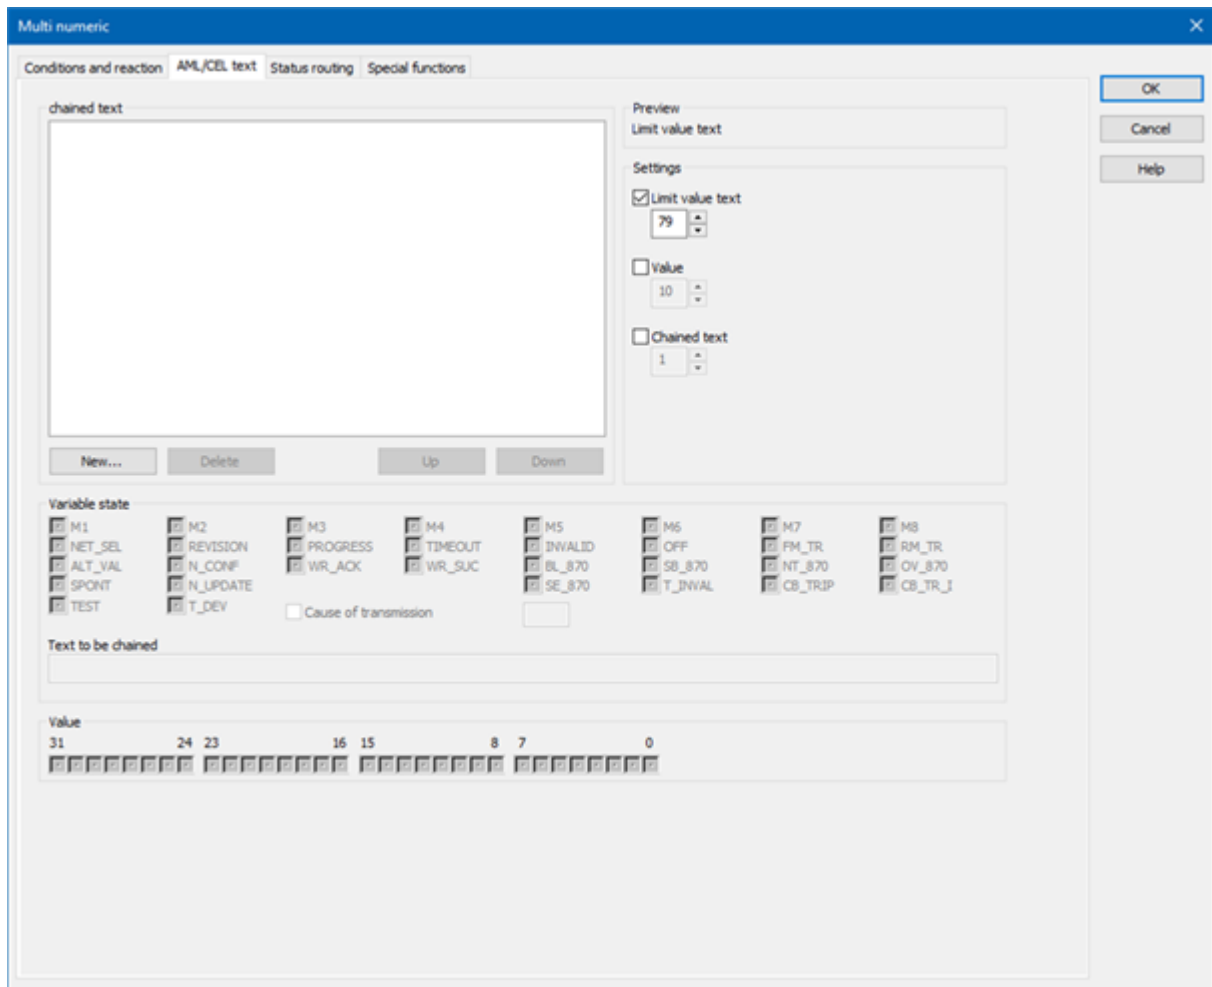 Multi numeric
Conditions and reaction AML/CEL text Status routing Special functions
OK
Cancel
Help
chained text
New... Delete Up Down
Preview
Limit value text
Settings
Limit value text
79
Value
10
Chained text
1
Variable state
M1 M2 M3 M4 M5 M6 M7 M8
NET_SEL REVISION PROGRESS TIMEOUT INVALID OFF FM_TR RM_TR
ALT_VAL N_CONF WR_ACK WR_SUC BL_870 SB_870 NT_870 OV_870
SPONT N_UPDATE SE_870 T_INVAL CB_TRIP CB_TR_I
TEST T_DEV Cause of transmission
Text to be chained
Value
31 24 23 16 15 8 7 0